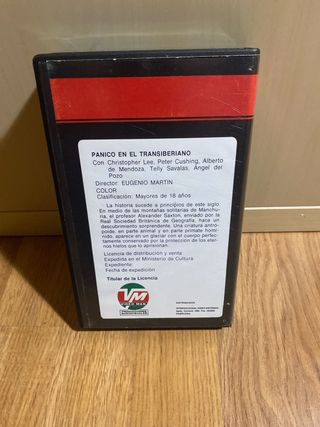 PANICO EN EL TRANSIBERIANO
Con Christopher Lee, Peter Cushing, Alberto
de Mendoza, Telly Savalas, Angel del
Pozo
Director: EUGENIO MARTIN
COLOR
Clasificación: Mayores de 18 años
La historia sucede a principios de este siglo.
En medio de las montañas solitarias de Manchu-
ria, el profesor Alexander Saxton, enviado por la
Real Sociedad Británica de Geografía, hace un
descubrimiento sorprendente. Una criatura antro-
poide, en parte animal y en parte primate homi-
nido, aparece en un glaciar con el cuerpo perfec-
tamente conservado por la protección de los eter-
nos hielos que lo aprisionan.
Licencia de distribución y venta
Expedida en el Ministerio de Cultura
Expediente:
Fecha de expedición:
Titular de la Licencia
VM